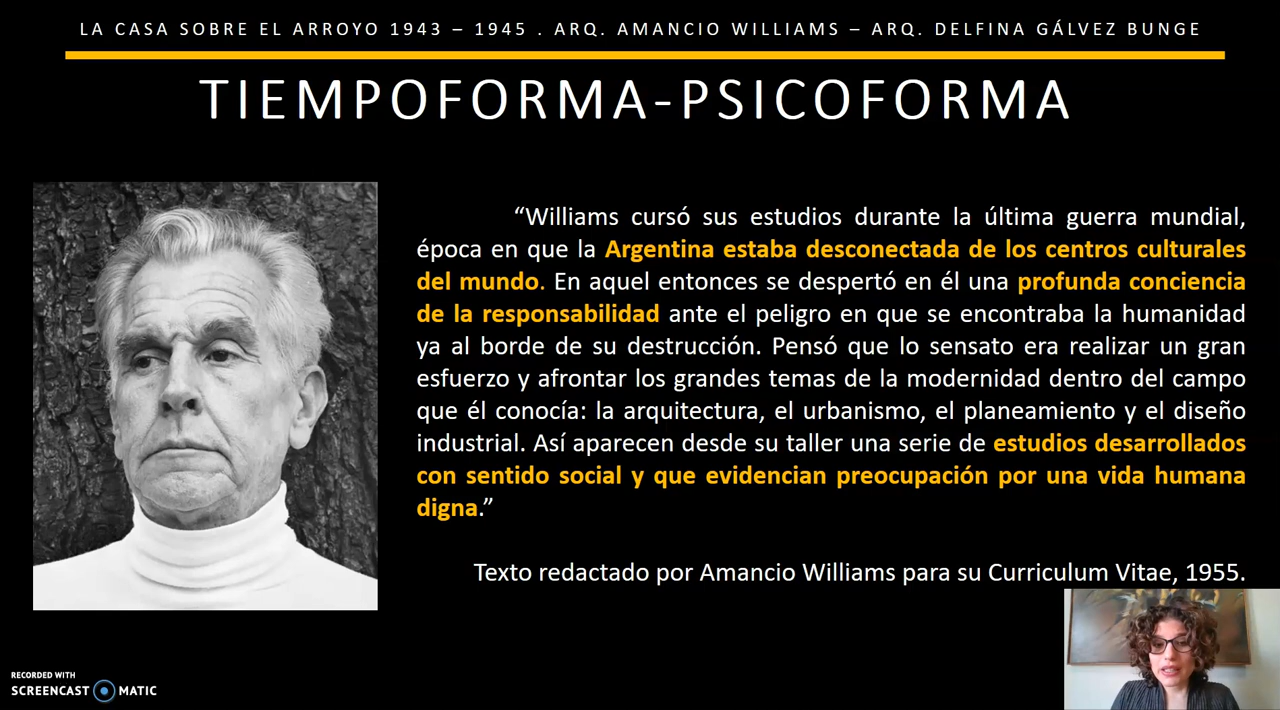 LA CASA SOBRE EL ARROYO 1943 – 1945 . ARQ. AMANCIO WILLIAMS – ARQ. DELFINA GÁLVEZ BUNGE
TIEMPOFORMA-PSICOFORMA
“Williams cursó sus estudios durante la última guerra mundial,
época en que la Argentina estaba desconectada de los centros culturales
del mundo. En aquel entonces se despertó en él una profunda conciencia
de la responsabilidad ante el peligro en que se encontraba la humanidad
ya al borde de su destrucción. Pensó que lo sensato era realizar un gran
esfuerzo y afrontar los grandes temas de la modernidad dentro del campo
que él conocía: la arquitectura, el urbanismo, el planeamiento y el diseño
industrial. Así aparecen desde su taller una serie de estudios desarrollados
con sentido social y que evidencian preocupación por una vida humana
digna.”
Texto redactado por Amancio Williams para su Curriculum Vitae, 1955.
RECORDED WITH
SCREENCAST MATIC